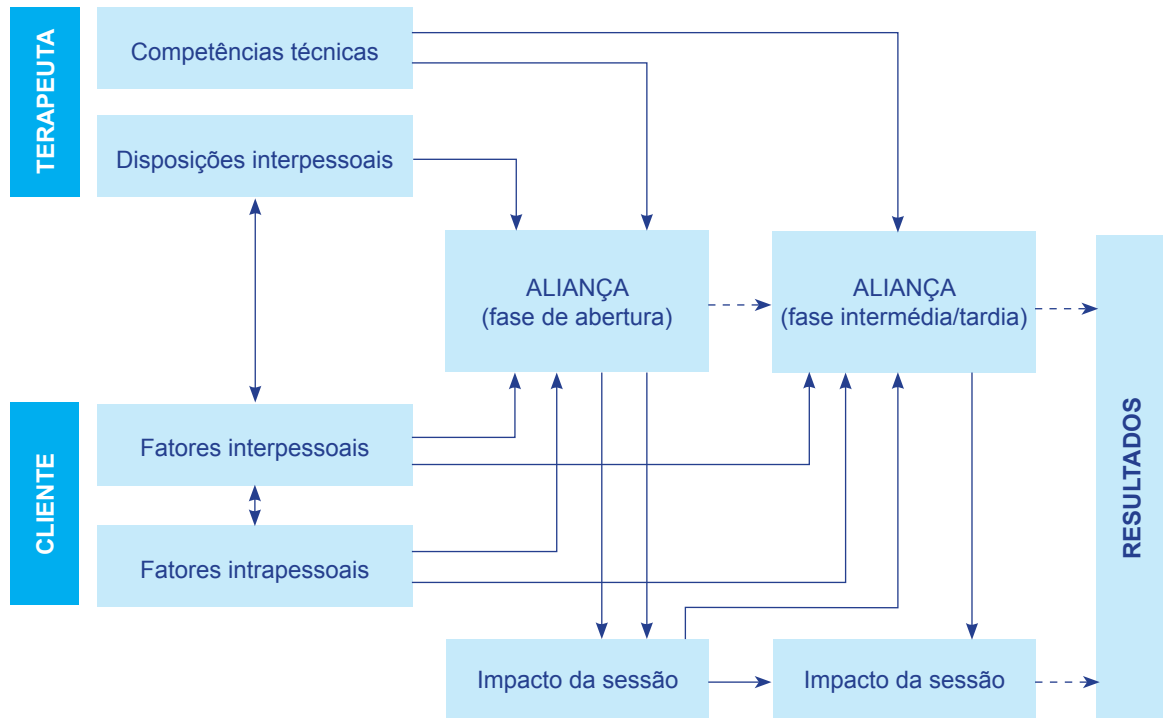 TERAPEUTA
Competências técnicas
Disposições interpessoais
ALIANÇA
(fase de abertura)
ALIANÇA
(fase intermédia/tardia)
CLIENTE
Fatores interpessoais
Fatores intrapessoais
Impacto da sessão
Impacto da sessão
RESULTADOS